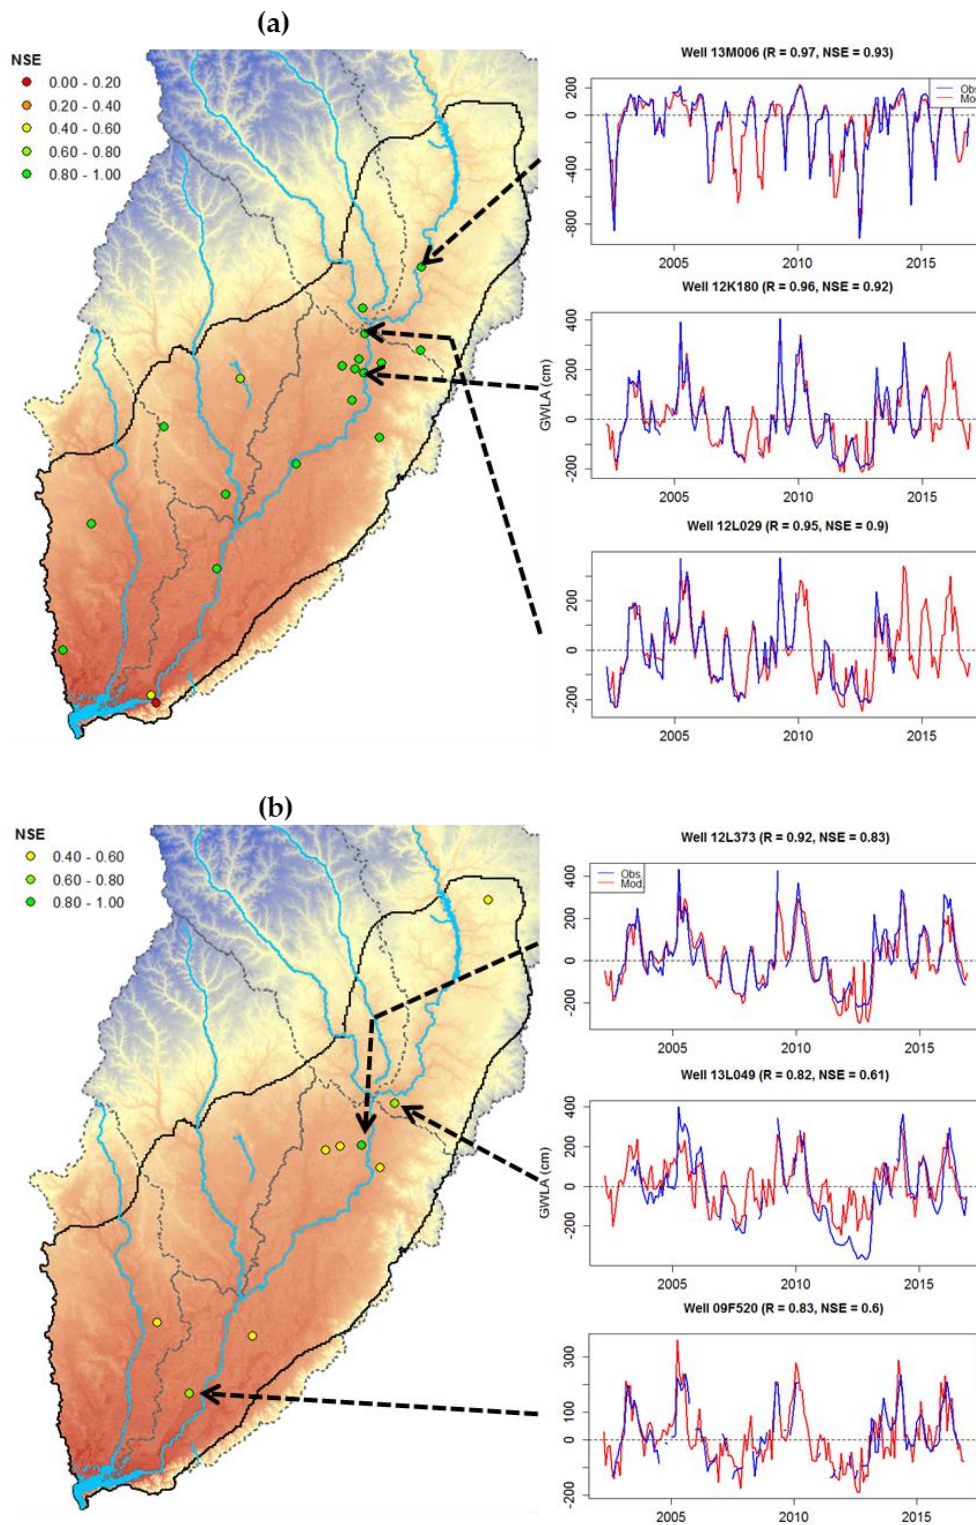 (a)
NSE
0.00 - 0.20
0.20 - 0.40
0.40 - 0.60
0.60 - 0.80
0.80 - 1.00
Well 13M006 (R = 0.97, NSE = 0.93)
Obs
Mod
200
0
-400
-800
2005 2010 2015
Well 12K180 (R = 0.96, NSE = 0.92)
400
200
0
-200
GWLA (cm)
2005 2010 2015
Well 12L029 (R = 0.95, NSE = 0.9)
200
0
-200
2005 2010 2015
(b)
NSE
0.40 - 0.60
0.60 - 0.80
0.80 - 1.00
Well 12L373 (R = 0.92, NSE = 0.83)
Obs.
Mod.
400
200
0
-200
2005 2010 2015
Well 13L049 (R = 0.82, NSE = 0.61)
400
200
0
-200
GWLA (cm)
2005 2010 2015
Well 09F520 (R = 0.83, NSE = 0.6)
300
100
0
-200
2005 2010 2015